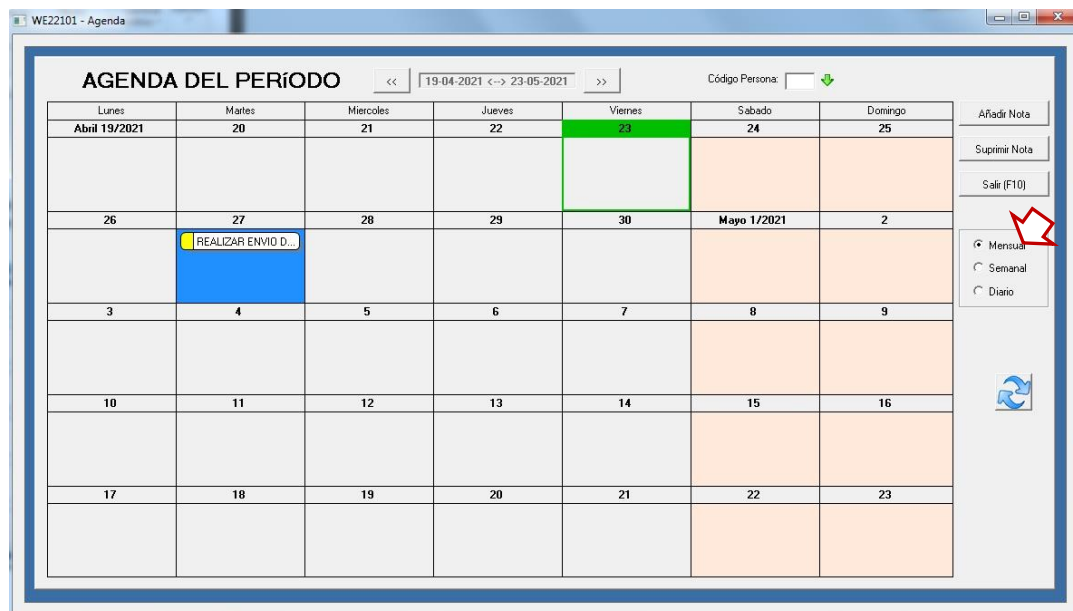 WE22101 - Agenda
AGENDA DEL PERíODO << 19-04-2021 <--> 23-05-2021 >> Código Persona:
Lunes Martes Miercoles Jueves Viernes Sabado Domingo
Abril 19/2021 20 21 22 23 24 25
26 27 28 29 30 Mayo 1/2021 2
REALIZAR ENVIO D...
3 4 5 6 7 8 9
10 11 12 13 14 15 16
17 18 19 20 21 22 23
Añadir Nota
Suprimir Nota
Salir (F10)
Mensual
Semanal
Diario